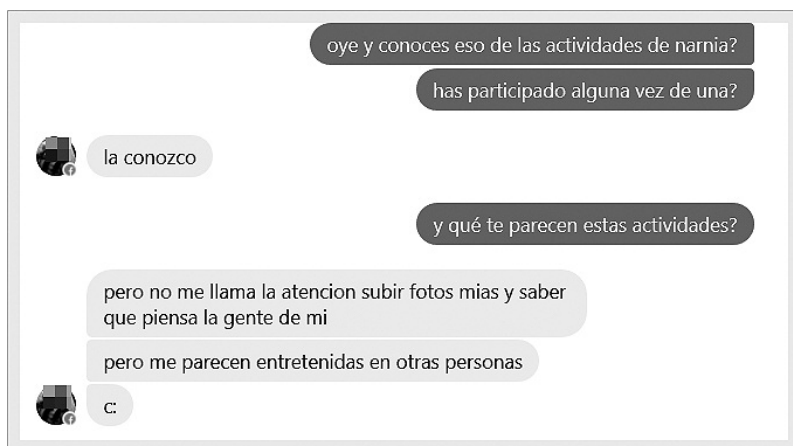 oye y conoces eso de las actividades de narnia?
has participado alguna vez de una?
la conozco
y qué te parecen estas actividades?
pero no me llama la atencion subir fotos mias y saber
que piensa la gente de mi
pero me parecen entretenidas en otras personas
c: